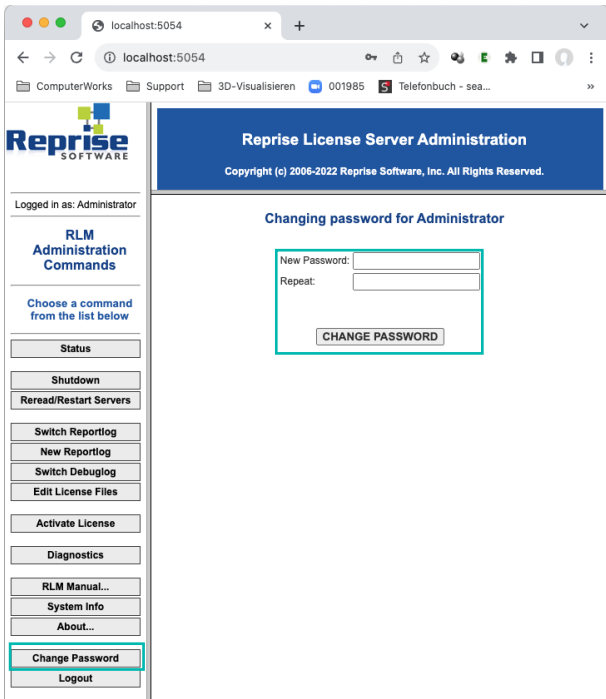 localhost:5054
localhost:5054
ComputerWorks Support 3D-Visualisieren 001985 Telefonbuch - sea...
Reprise
SOFTWARE
Logged in as: Administrator
RLM
Administration
Commands
Choose a command
from the list below
Status
Shutdown
Reread/Restart Servers
Switch Reportlog
New Reportlog
Switch Debuglog
Edit License Files
Activate License
Diagnostics
RLM Manual...
System Info
About...
Change Password
Logout
Reprise License Server Administration
Copyright (c) 2006-2022 Reprise Software, Inc. All Rights Reserved.
Changing password for Administrator
New Password:
Repeat:
CHANGE PASSWORD